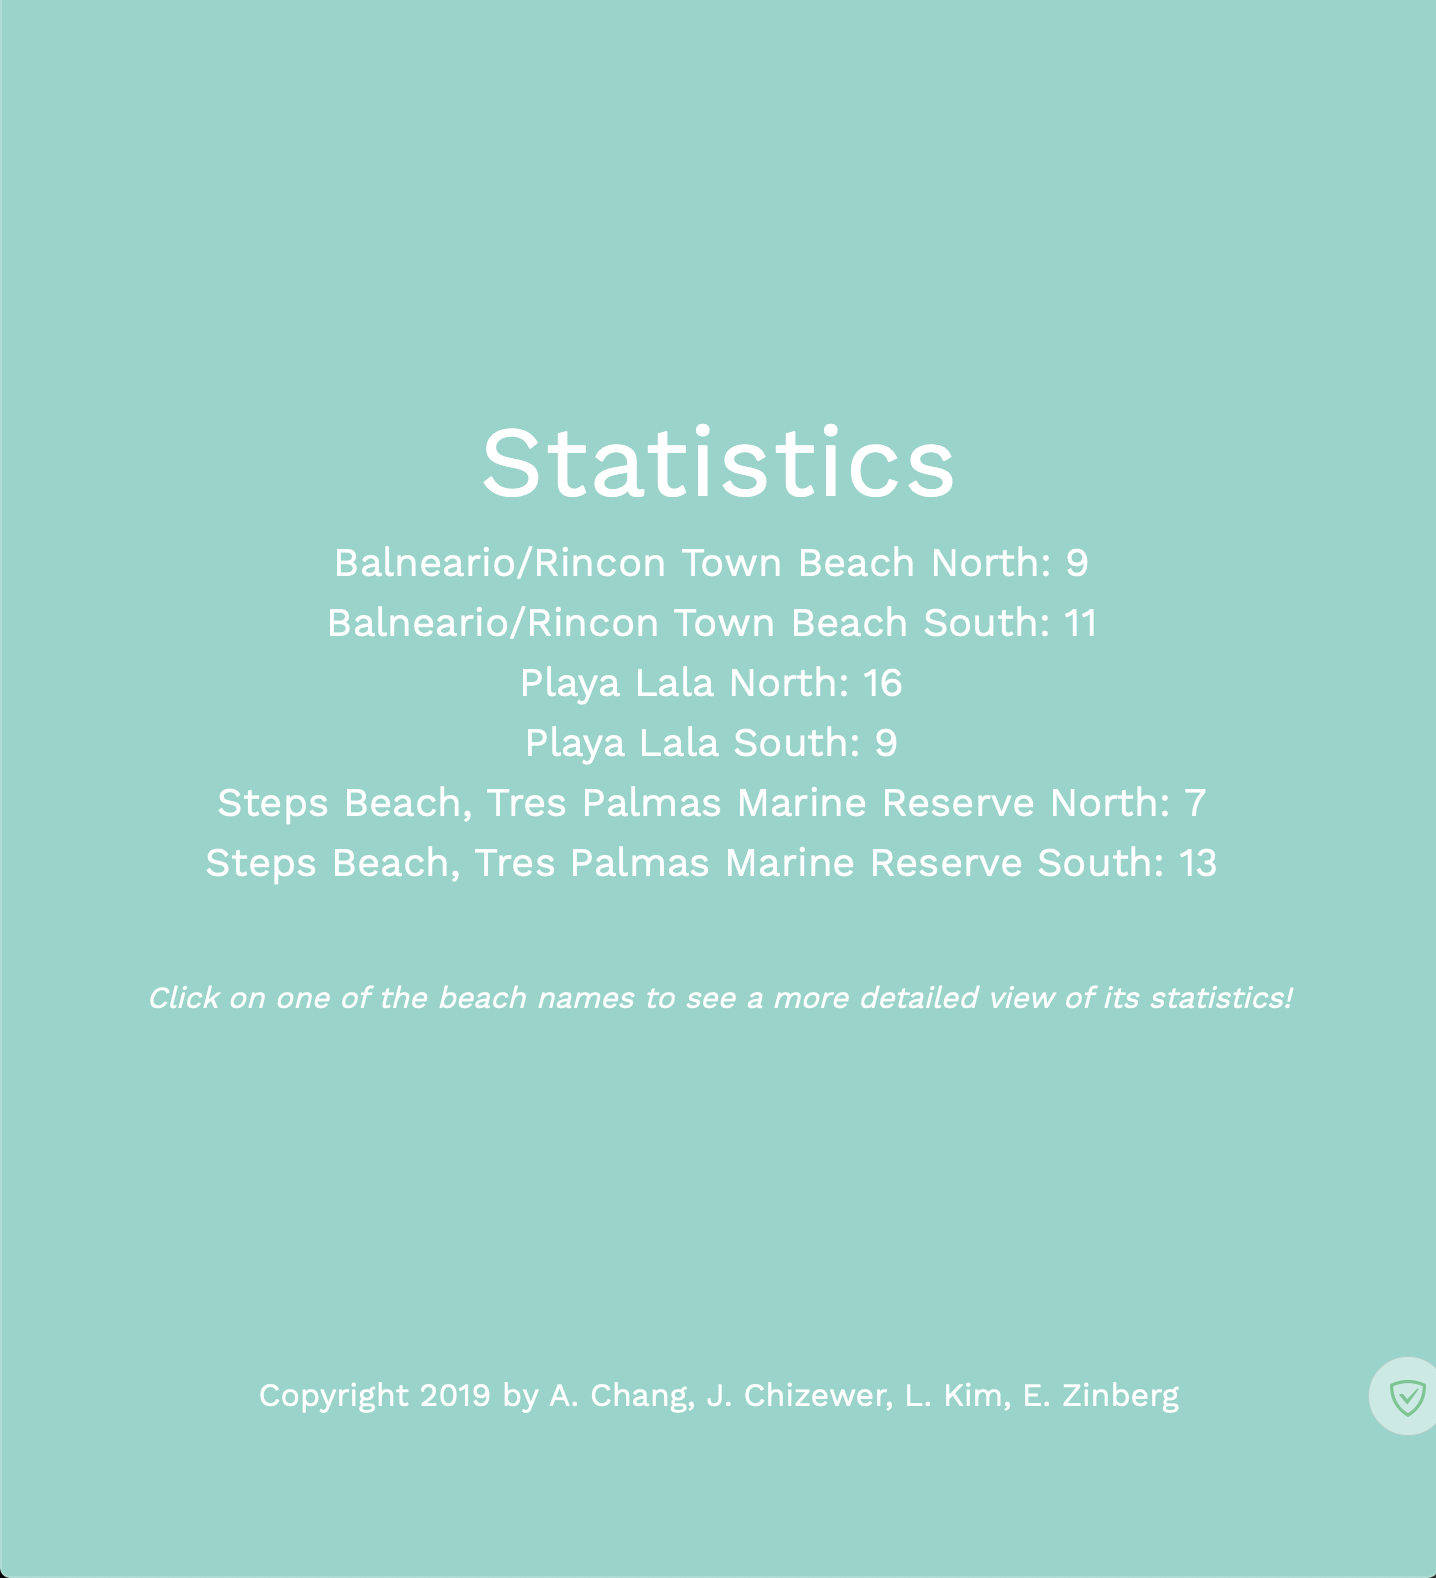 Statistics
Balneario/Rincon Town Beach North: 9
Balneario/Rincon Town Beach South: 11
Playa Lala North: 16
Playa Lala South: 9
Steps Beach, Tres Palmas Marine Reserve North: 7
Steps Beach, Tres Palmas Marine Reserve South: 13
Click on one of the beach names to see a more detailed view of its statistics!
Copyright 2019 by A. Chang, J. Chizewer, L. Kim, E. Zinberg